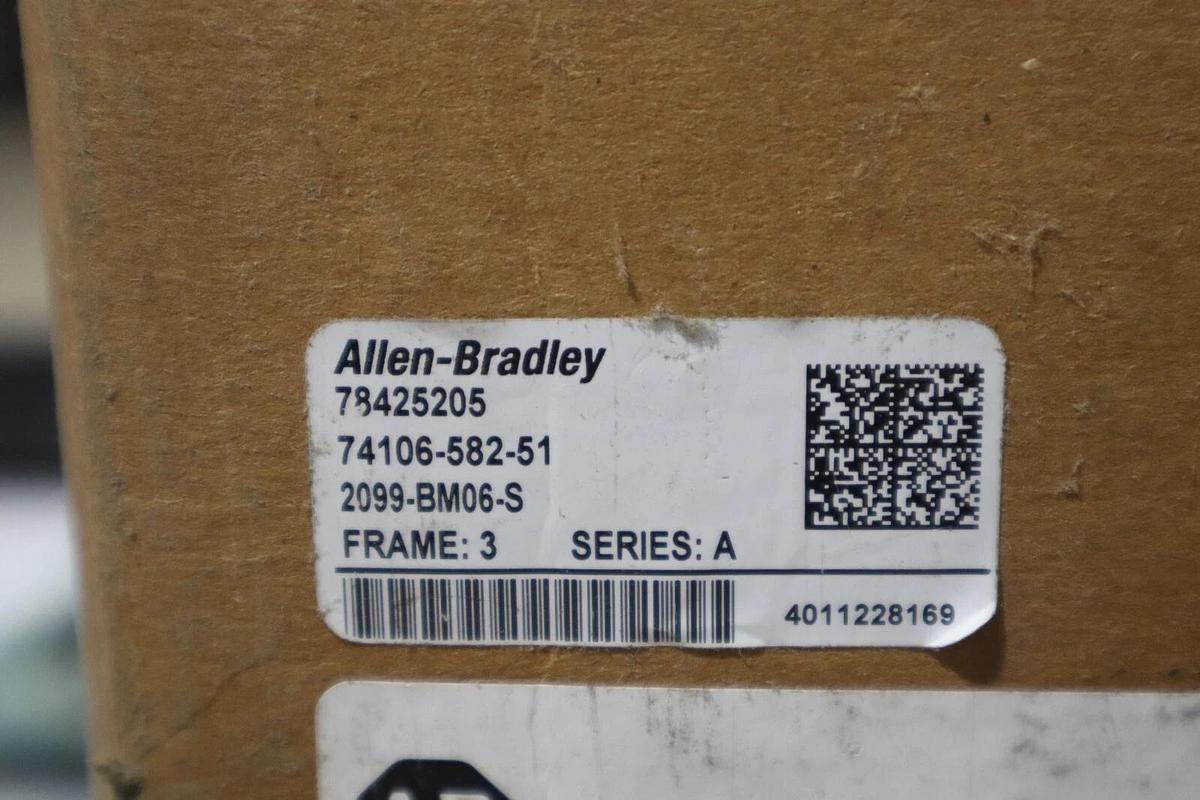 Allen-Bradley
78425205
74106-582-51
2099-BM06-S
FRAME: 3 SERIES: A
4011228169